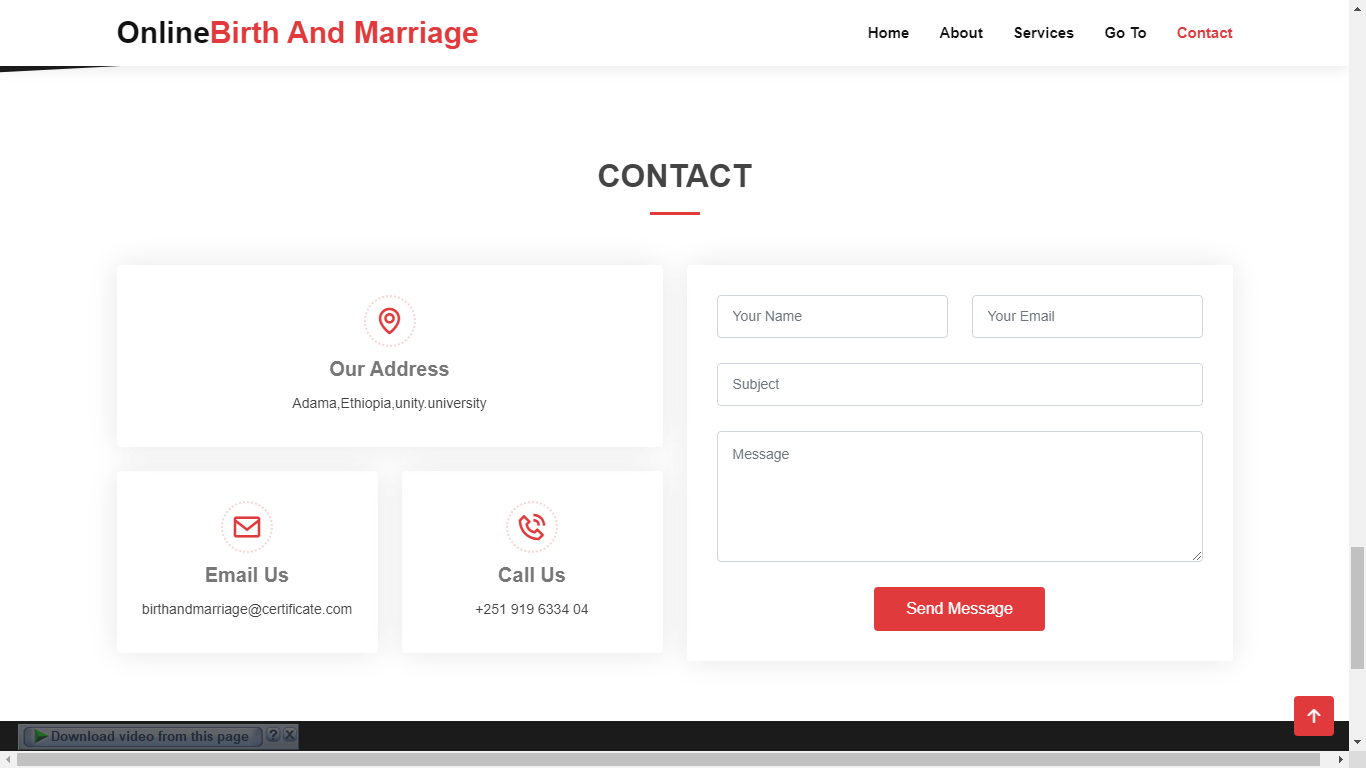 OnlineBirth And Marriage
Home About Services Go To Contact
CONTACT
Our Address
Adama,Ethiopia,unity.university
Email Us
birthandmarriage@certificate.com
Call Us
+251 919 6334 04
Your Name
Your Email
Subject
Message
Send Message
Download video from this page ? X